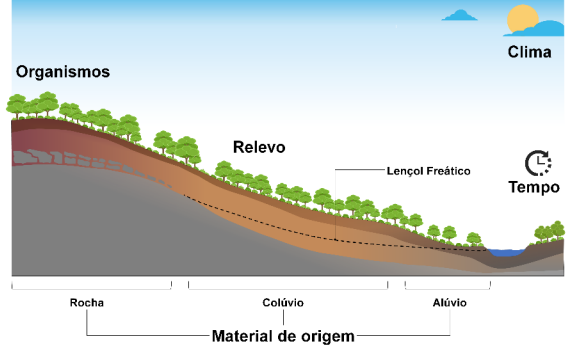 Clima
Organismos
Relevo
Lençol Freático
Tempo
Rocha
Colúvio
Alúvio
Material de origem